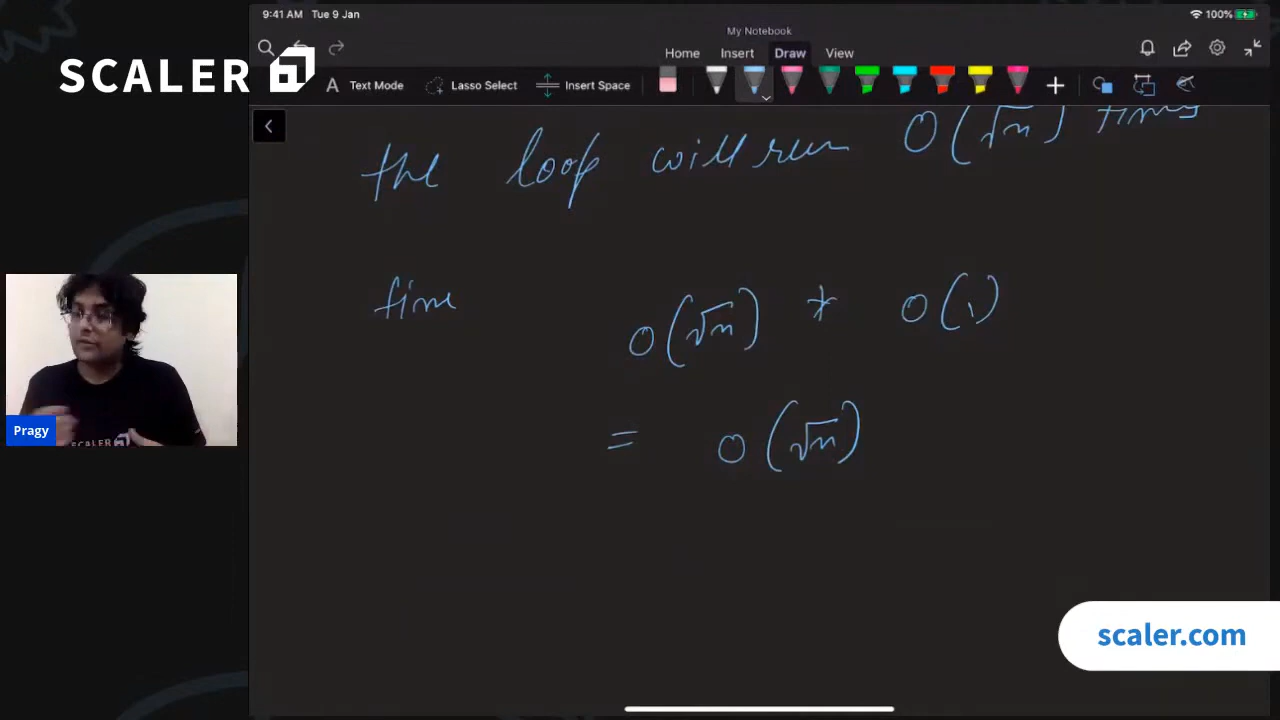 9:41 AM Tue 9 Jan
100%
My Notebook
Home Insert Draw View
SCALER
A Text Mode Lasso Select Insert Space
the loop will run O(√n) times
time O(√n) * O(1)
= O(√n)
SCALER
Pragy
scaler.com